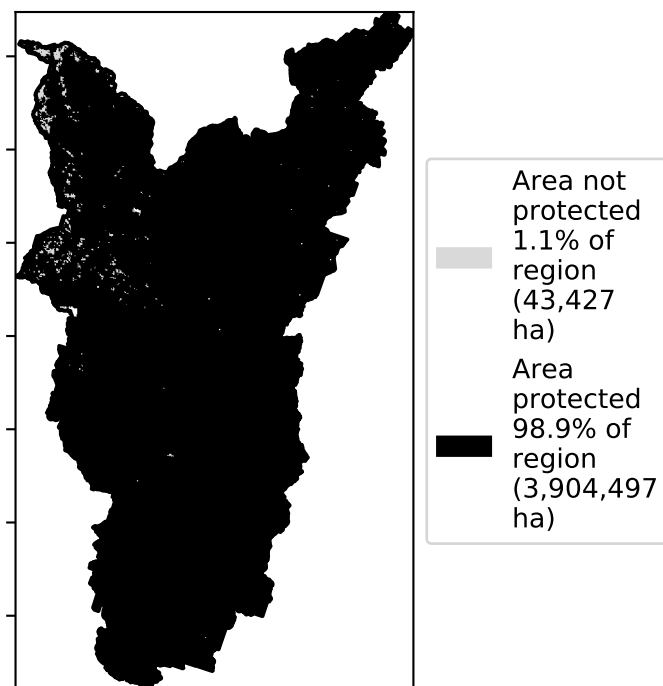 Area not
protected
1.1% of
region
(43,427
ha)
Area
protected
98.9% of
region
(3,904,497
ha)